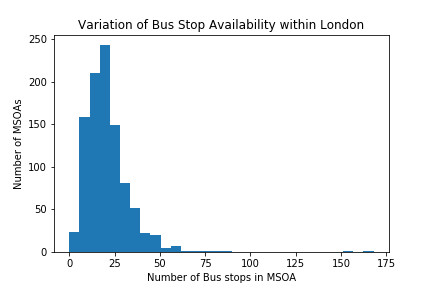 Variation of Bus Stop Availability within London
250
200
150
100
50
0
Number of MSOAs
0 25 50 75 100 125 150 175
Number of Bus stops in MSOA